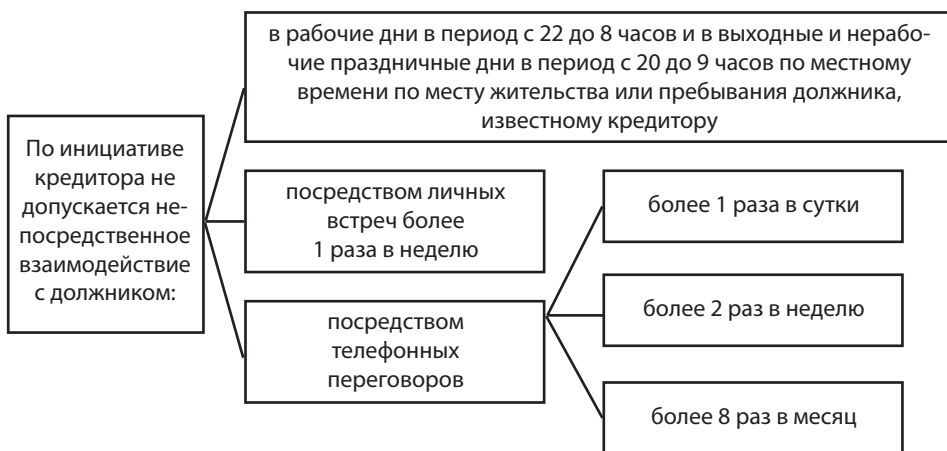 в рабочие дни в период с 22 до 8 часов и в выходные и нерабо-
чие праздничные дни в период с 20 до 9 часов по местному
времени по месту жительства или пребывания должника,
известному кредитору
По инициативе
кредитора не
допускается не-
посредственное
взаимодействие
с должником:
посредством личных
встреч более
1 раза в неделю
посредством
телефонных
переговоров
более 1 раза в сутки
более 2 раз в неделю
более 8 раз в месяц